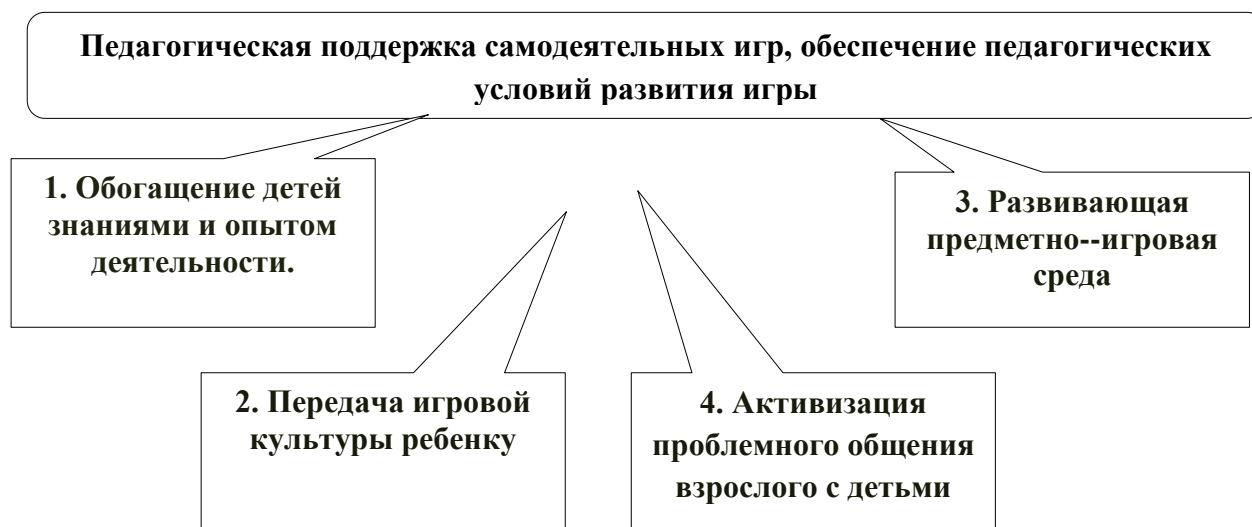 Педагогическая поддержка самодеятельных игр, обеспечение педагогических
условий развития игры
1. Обогащение детей
знаниями и опытом
деятельности.
3. Развивающая
предметно--игровая
среда
2. Передача игровой
культуры ребенку
4. Активизация
проблемного общения
взрослого с детьми